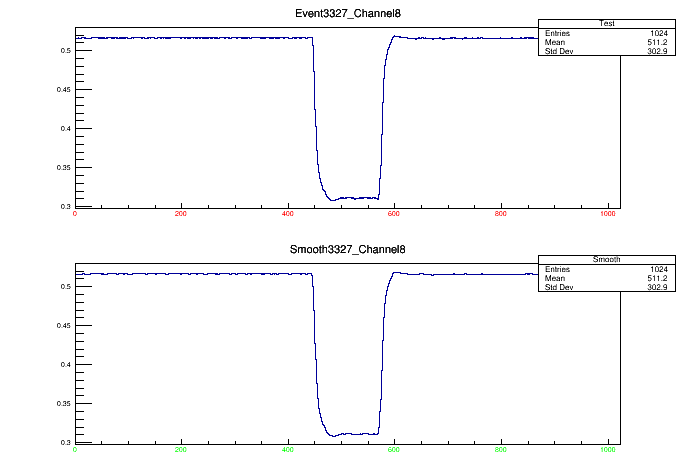 Event3327_Channel8
Test
Entries 1024
Mean 511.2
Std Dev 302.9
0.5
0.45
0.4
0.35
0.3
0 200 400 600 800 1000
Smooth3327_Channel8
Smooth
Entries 1024
Mean 511.2
Std Dev 302.9
0.5
0.45
0.4
0.35
0.3
0 200 400 600 800 1000